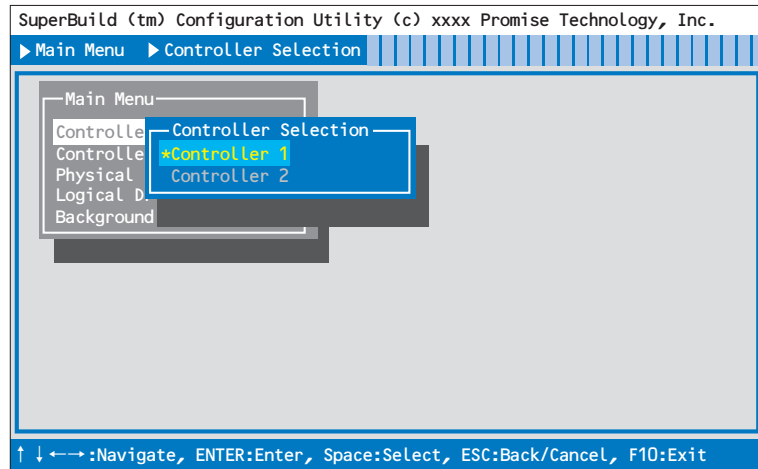 SuperBuild (tm) Configuration Utility (c) xxxx Promise Technology, Inc.
▶Main Menu ▶Controller Selection
Main Menu
Controlle
Controlle
Physical
Logical D
Background
Controller Selection
*Controller 1
Controller 2
↑↓←→:Navigate, ENTER:Enter, Space:Select, ESC:Back/Cancel, F10:Exit